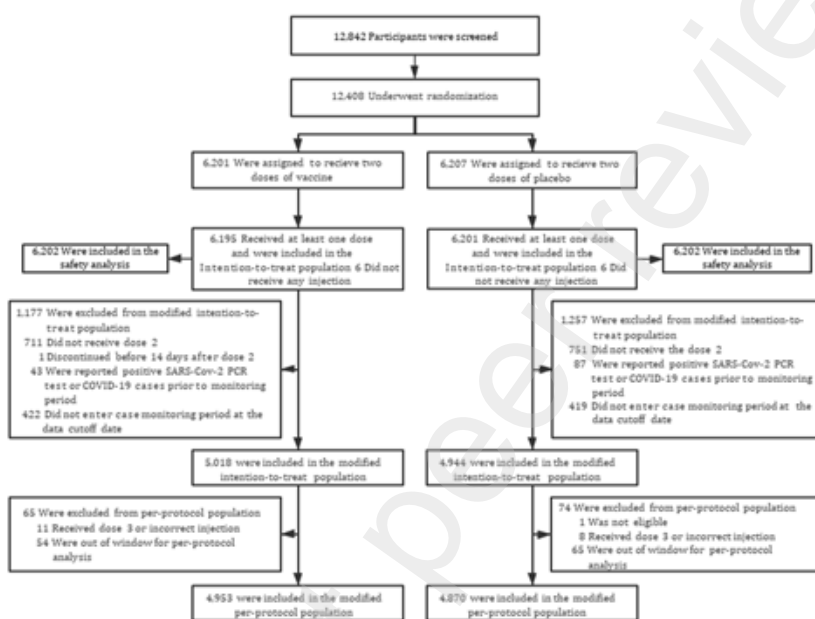 12.842 Participants were screened
12.408 Underwent randomization
6.201 Were assigned to recieve two
doses of vaccine
6.207 Were assigned to recieve two
doses of placebo
6.202 Were included in the
safety analysis
6.195 Received at least one dose
and were included in the
Intention-to-treat population 6 Did not
receive any injection
6.201 Received at least one dose
and were included in the
Intention-to-treat population 6 Did
not receive any injection
6.202 Were included in the
safety analysis
1.177 Were excluded from modified intention-to-
treat population
711 Did not receive dose 2
1 Discontinued before 14 days after dose 2
43 Were reported positive SARS-Cov-2 PCR
test or COVID-19 cases prior to monitoring
period
422 Did not enter case monitoring period at the
data cutoff date
1.257 Were excluded from modified intention-to-
treat population
751 Did not receive the dose 2
87 Were reported positive SARS-Cov-2 PCR
test or COVID-19 cases prior to monitoring
period
419 Did not enter case monitoring period at the
data cutoff date
5.018 were included in the modified
intention-to-treat population
4.944 were included in the modified
intention-to-treat population
65 Were excluded from per-protocol population
11 Received dose 3 or incorrect injection
54 Were out of window for per-protocol
analysis
74 Were excluded from per-protocol population
1 Was not eligible
8 Received dose 3 or incorrect injection
65 Were out of window for per-protocol
analysis
4.953 were included in the modified
per-protocol population
4.870 were included in the modified
per-protocol population
peer revie